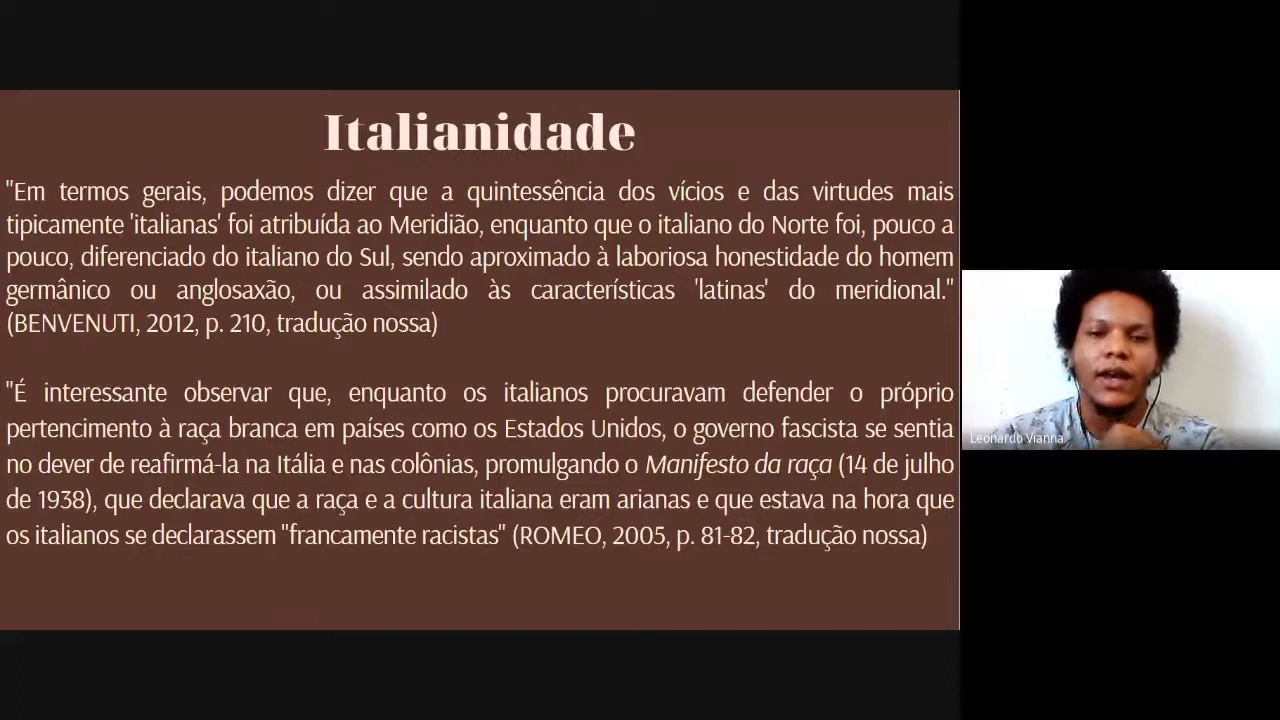 Italianidade
"Em termos gerais, podemos dizer que a quintessência dos vícios e das virtudes mais
tipicamente 'italianas' foi atribuída ao Meridião, enquanto que o italiano do Norte foi, pouco a
pouco, diferenciado do italiano do Sul, sendo aproximado à laboriosa honestidade do homem
germânico ou anglosaxão, ou assimilado às características 'latinas' do meridional."
(BENVENUTI, 2012, p. 210, tradução nossa)
"É interessante observar que, enquanto os italianos procuravam defender o próprio
pertencimento à raça branca em países como os Estados Unidos, o governo fascista se sentia
no dever de reafirmá-la na Itália e nas colônias, promulgando o Manifesto da raça (14 de julho
de 1938), que declarava que a raça e a cultura italiana eram arianas e que estava na hora que
os italianos se declarassem "francamente racistas" (ROMEO, 2005, p. 81-82, tradução nossa)
Leonardo Vianna